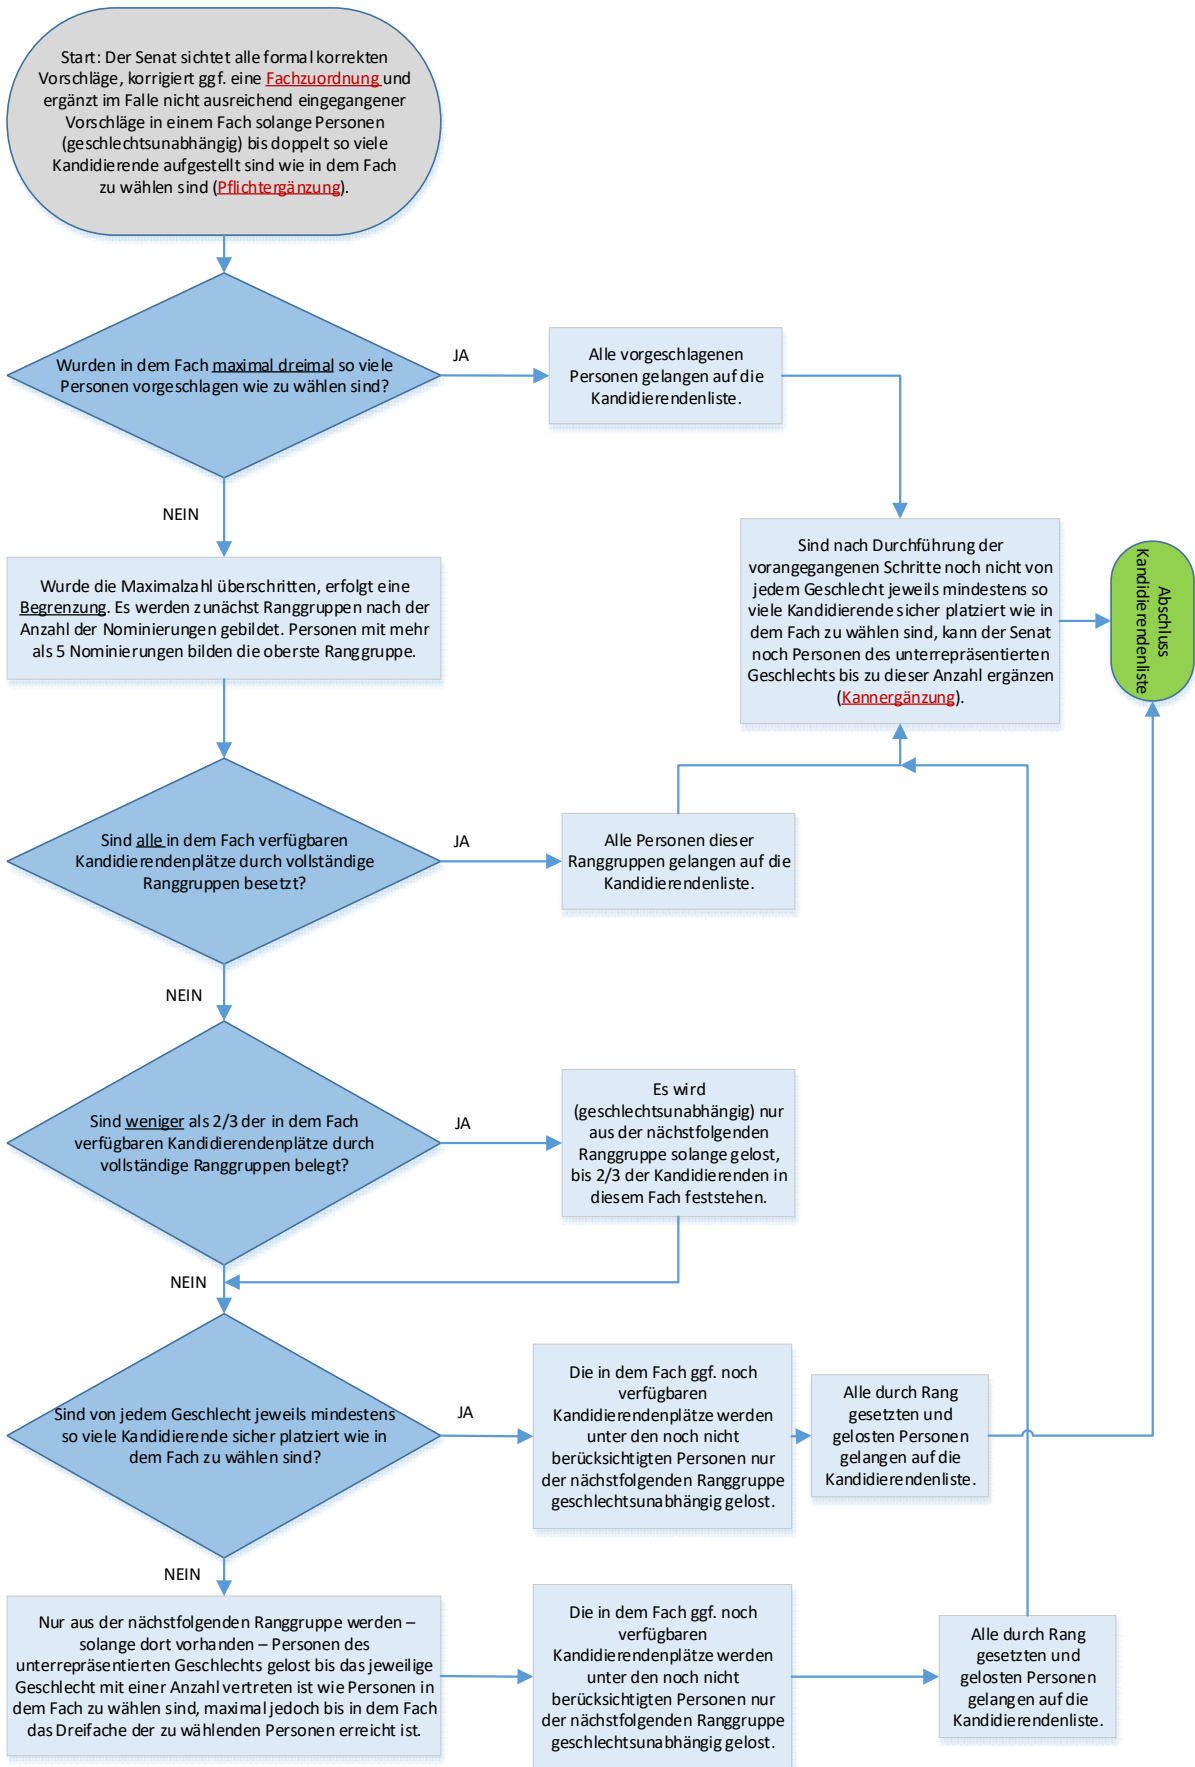 Start: Der Senat sichtet alle formal korrekten
Vorschläge, korrigiert ggf. eine Fachzuordnung und
ergänzt im Falle nicht ausreichend eingegangener
Vorschläge in einem Fach solange Personen
(geschlechtsunabhängig) bis doppelt so viele
Kandidierende aufgestellt sind wie in dem Fach
zu wählen sind (Pflichtergänzung).
Wurden in dem Fach maximal dreimal so viele
Personen vorgeschlagen wie zu wählen sind?
JA
Alle vorgeschlagenen
Personen gelangen auf die
Kandidierendenliste.
NEIN
Wurde die Maximalzahl überschritten, erfolgt eine
Begrenzung. Es werden zunächst Ranggruppen nach der
Anzahl der Nominierungen gebildet. Personen mit mehr
als 5 Nominierungen bilden die oberste Ranggruppe.
Sind nach Durchführung der
vorangegangenen Schritte noch nicht von
jedem Geschlecht jeweils mindestens so
viele Kandidierende sicher platziert wie in
dem Fach zu wählen sind, kann der Senat
noch Personen des unterrepräsentierten
Geschlechts bis zu dieser Anzahl ergänzen
(Kannergänzung).
Abschluss
Kandidierendenliste
Sind alle in dem Fach verfügbaren
Kandidierendenplätze durch vollständige
Ranggruppen besetzt?
JA
Alle Personen dieser
Ranggruppen gelangen auf die
Kandidierendenliste.
NEIN
Sind weniger als 2/3 der in dem Fach
verfügbaren Kandidierendenplätze durch
vollständige Ranggruppen belegt?
JA
Es wird
(geschlechtsunabhängig) nur
aus der nächstfolgenden
Ranggruppe solange gelost,
bis 2/3 der Kandidierenden in
diesem Fach feststehen.
NEIN
Sind von jedem Geschlecht jeweils mindestens
so viele Kandidierende sicher platziert wie in
dem Fach zu wählen sind?
JA
Die in dem Fach ggf. noch
verfügbaren
Kandidierendenplätze werden
unter den noch nicht
berücksichtigten Personen nur
der nächstfolgenden Ranggruppe
geschlechtsunabhängig gelost.
Alle durch Rang
gesetzten und
gelosten Personen
gelangen auf die
Kandidierendenliste.
NEIN
Nur aus der nächstfolgenden Ranggruppe werden –
solange dort vorhanden – Personen des
unterrepräsentierten Geschlechts gelost bis das jeweilige
Geschlecht mit einer Anzahl vertreten ist wie Personen in
dem Fach zu wählen sind, maximal jedoch bis in dem Fach
das Dreifache der zu wählenden Personen erreicht ist.
Die in dem Fach ggf. noch
verfügbaren
Kandidierendenplätze werden
unter den noch nicht
berücksichtigten Personen nur
der nächstfolgenden Ranggruppe
geschlechtsunabhängig gelost.
Alle durch Rang
gesetzten und
gelosten Personen
gelangen auf die
Kandidierendenliste.